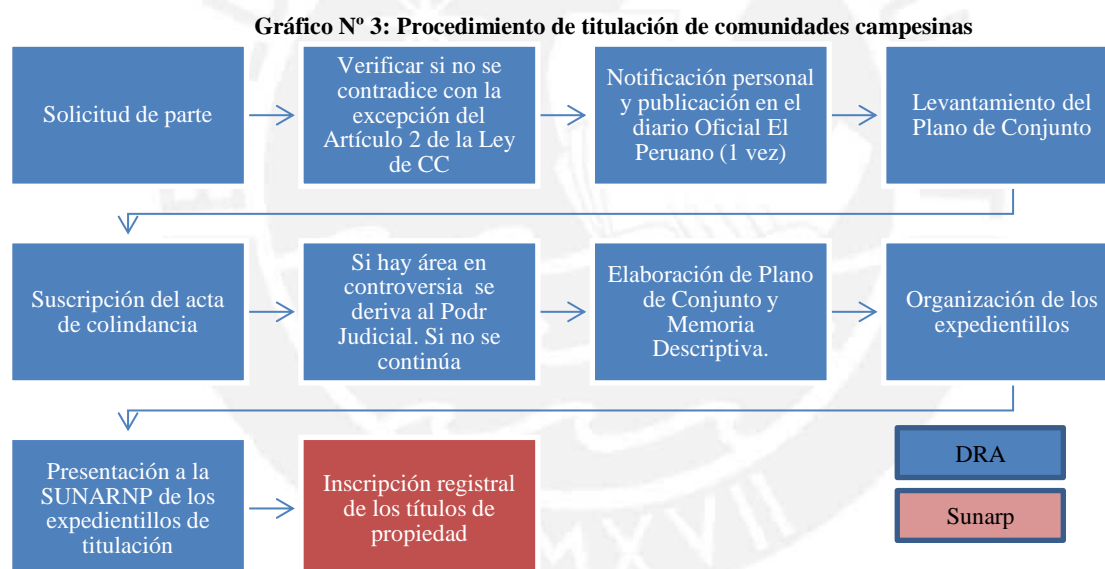 Gráfico Nº 3: Procedimiento de titulación de comunidades campesinas
Solicitud de parte
Verificar si no se
contradice con la
excepción del
Artículo 2 de la Ley
de CC
Notificación personal
y publicación en el
diario Oficial El
Peruano (1 vez)
Levantamiento del
Plano de Conjunto
Suscripción del acta
de colindancia
Si hay área en
controversia se
deriva al Podr
Judicial. Si no se
continúa
Elaboración de Plano
de Conjunto y
Memoria
Descriptiva.
Organización de los
expedientillos
Presentación a la
SUNARNP de los
expedientillos de
titulación
Inscripción registral
de los títulos de
propiedad
DRA
Sunarp
MXVII